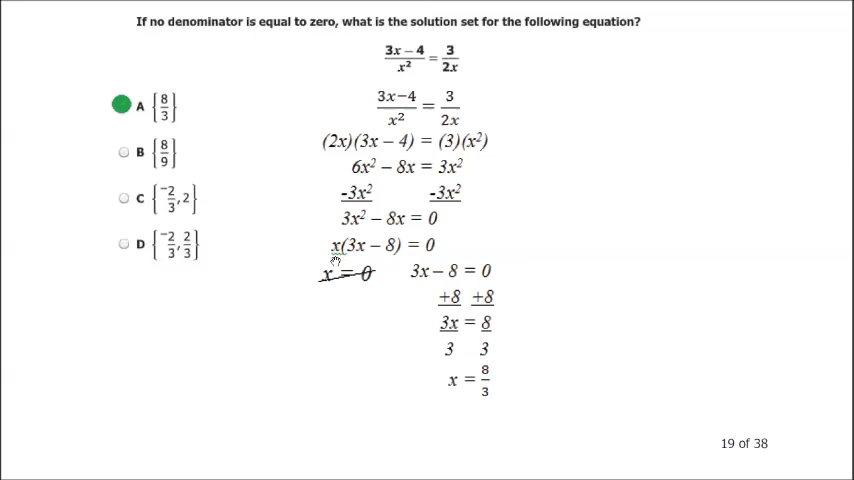 If no denominator is equal to zero, what is the solution set for the following equation?
3x – 4 / x² = 3 / 2x
A {8/3}
B {8/9}
C {-2/3, 2}
D {-2/3, 2/3}
3x−4 / x² = 3 / 2x
(2x)(3x – 4) = (3)(x²)
6x² – 8x = 3x²
-3x² -3x²
3x² – 8x = 0
x(3x – 8) = 0
x = 0 3x – 8 = 0
+8 +8
3x = 8
3 3
x = 8/3
19 of 38